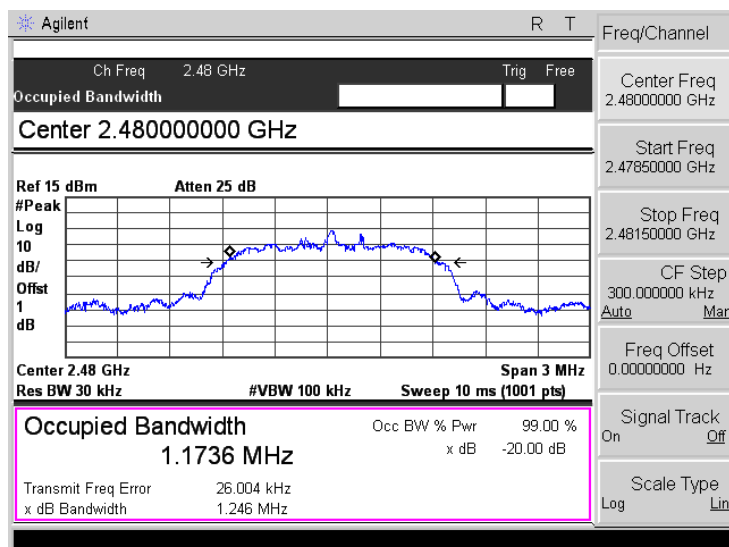 Agilent R T
Ch Freq 2.48 GHz Trig Free
Occupied Bandwidth
Center 2.480000000 GHz
Ref 15 dBm Atten 25 dB
#Peak
Log
10
dB/
Offst
1
dB
Center 2.48 GHz Span 3 MHz
Res BW 30 kHz #VBW 100 kHz Sweep 10 ms (1001 pts)
Occupied Bandwidth Occ BW % Pwr 99.00 %
1.1736 MHz x dB -20.00 dB
Transmit Freq Error 26.004 kHz
x dB Bandwidth 1.246 MHz
Freq/Channel
Center Freq
2.48000000 GHz
Start Freq
2.47850000 GHz
Stop Freq
2.48150000 GHz
CF Step
300.000000 kHz
Auto Man
Freq Offset
0.00000000 Hz
Signal Track
On Off
Scale Type
Log Lin